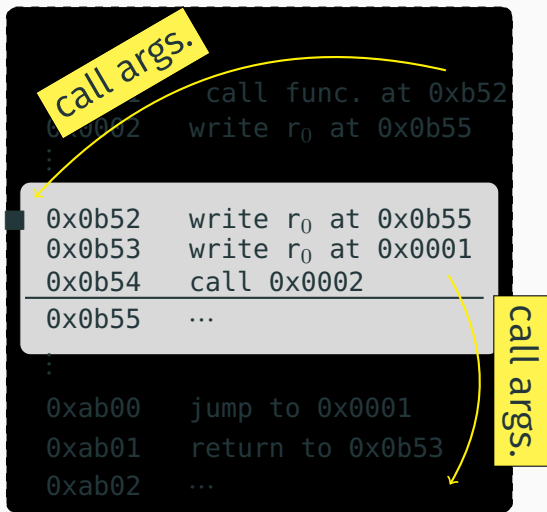 call args.
call func. at 0xb52
0x0002 write r₀ at 0x0b55
⋮
0x0b52 write r₀ at 0x0b55
0x0b53 write r₀ at 0x0001
0x0b54 call 0x0002
0x0b55 ⋯
call args.
⋮
0xab00 jump to 0x0001
0xab01 return to 0x0b53
0xab02 ⋯